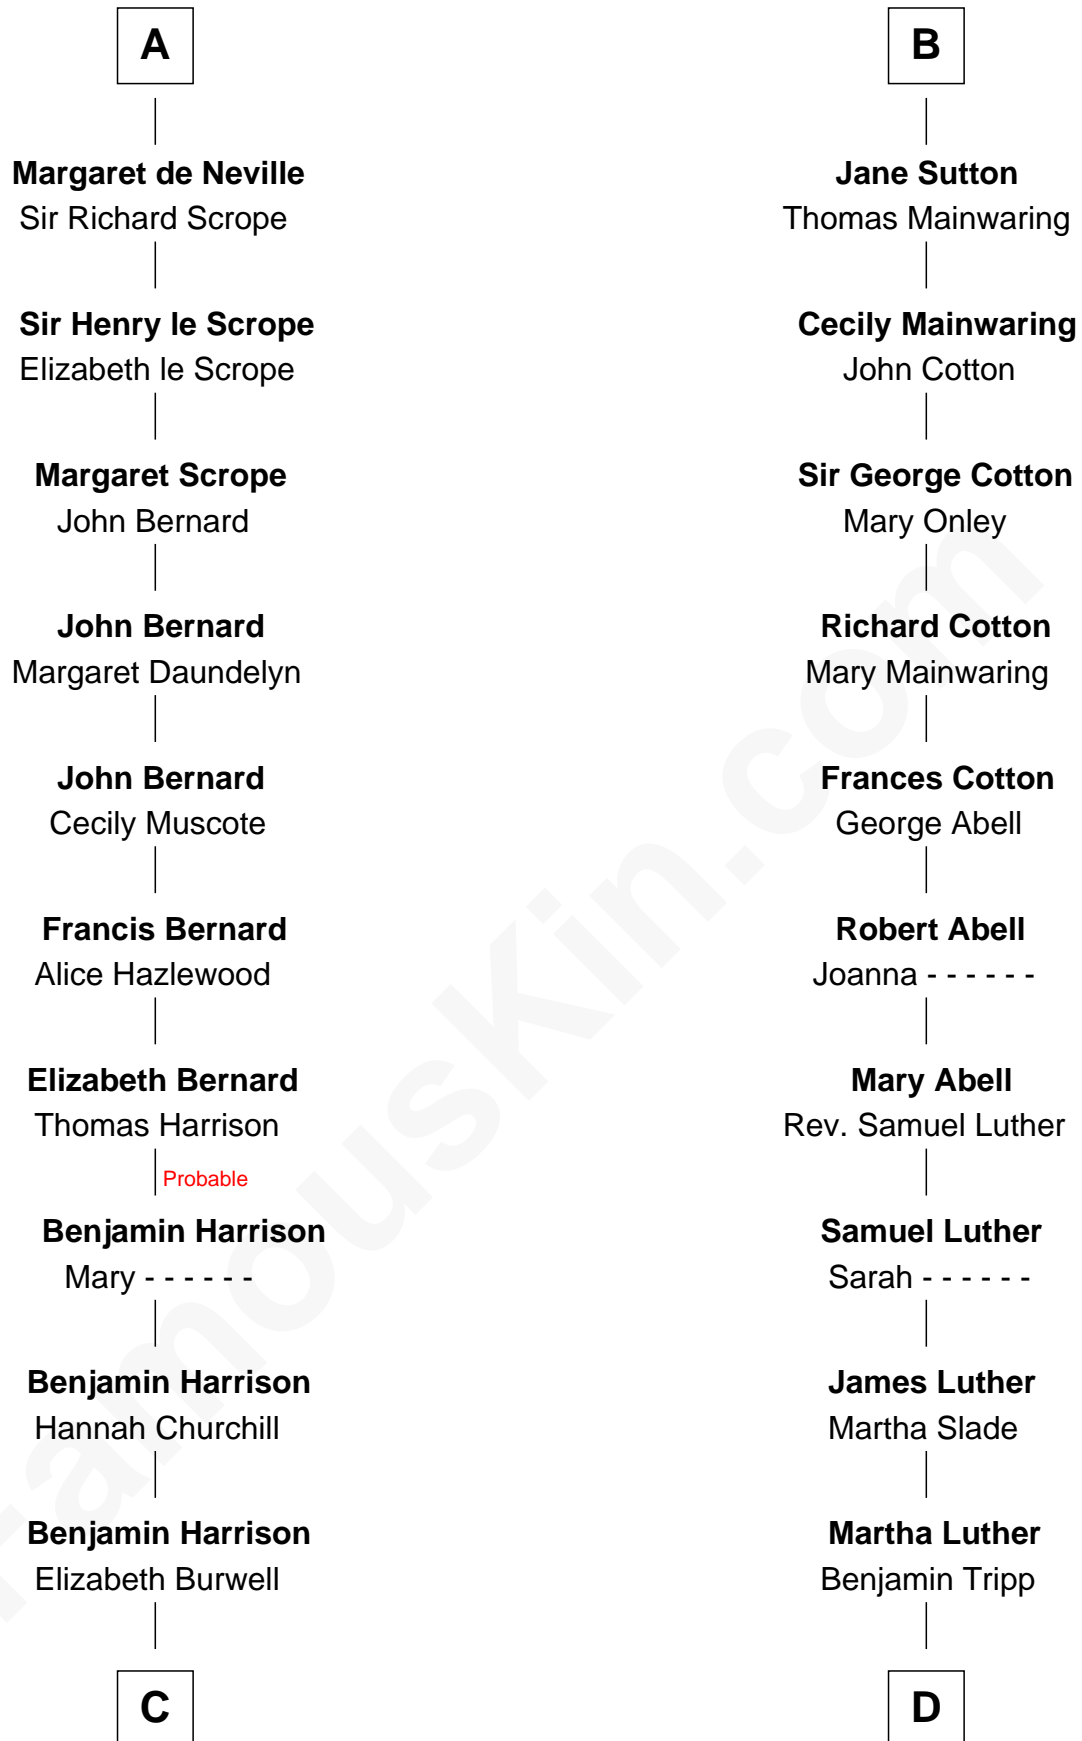 A
Margaret de Neville
Sir Richard Scrope
Sir Henry le Scrope
Elizabeth le Scrope
Margaret Scrope
John Bernard
John Bernard
Margaret Daundelyn
John Bernard
Cecily Muscote
Francis Bernard
Alice Hazlewood
Elizabeth Bernard
Thomas Harrison
Probable
Benjamin Harrison
Mary - - - - - -
Benjamin Harrison
Hannah Churchill
Benjamin Harrison
Elizabeth Burwell
C
B
Jane Sutton
Thomas Mainwaring
Cecily Mainwaring
John Cotton
Sir George Cotton
Mary Onley
Richard Cotton
Mary Mainwaring
Frances Cotton
George Abell
Robert Abell
Joanna - - - - - -
Mary Abell
Rev. Samuel Luther
Samuel Luther
Sarah - - - - - -
James Luther
Martha Slade
Martha Luther
Benjamin Tripp
D
FamousKin.com